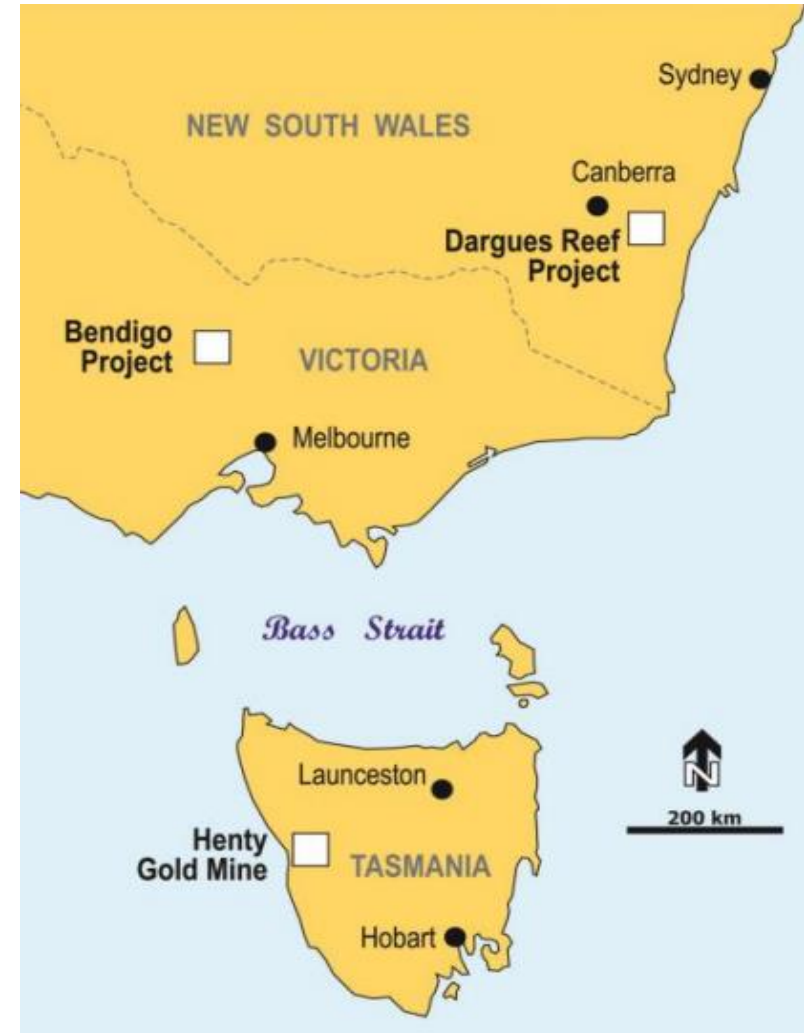 Sydney
NEW SOUTH WALES
Canberra
Dargues Reef
Project
Bendigo
Project
VICTORIA
Melbourne
Bass Strait
Launceston
N
200 km
Henty
Gold Mine
TASMANIA
Hobart